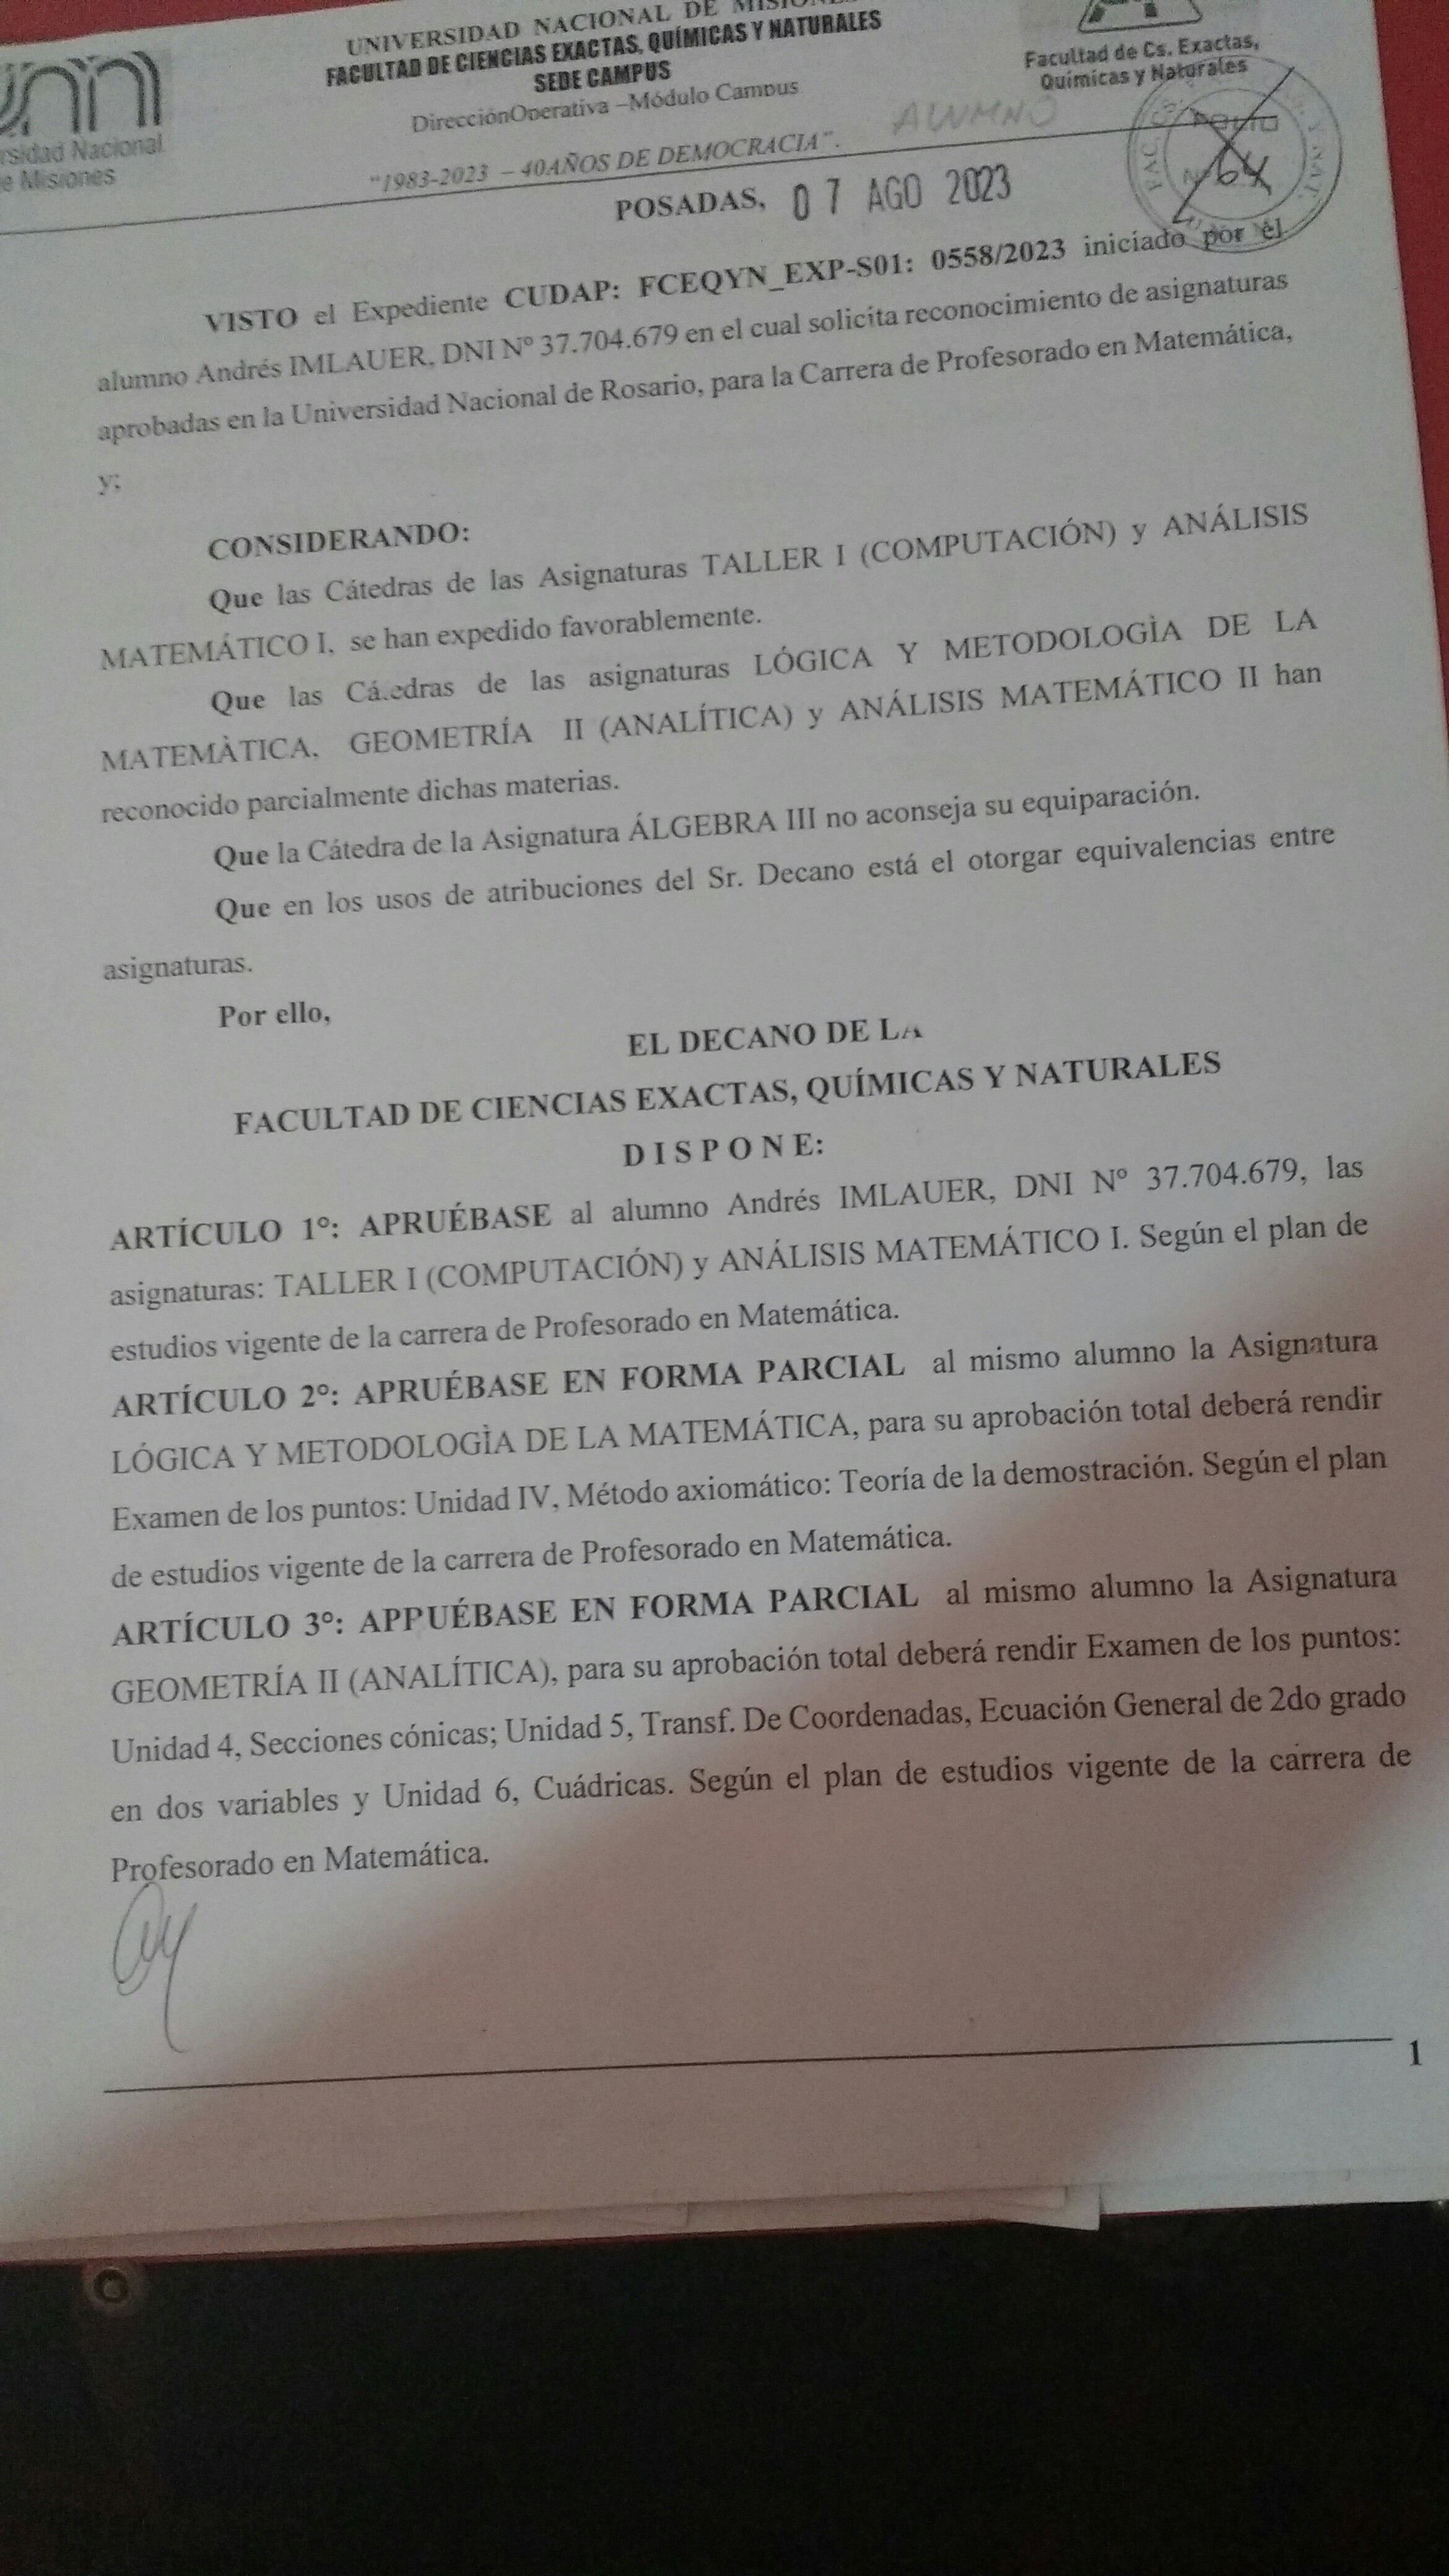 UNIVERSIDAD NACIONAL DE
FACULTAD DE CIENCIAS EXACTAS, QUÍMICAS Y NATURALES
SEDE CAMPUS
DirecciónOperativa –Módulo Campus
"1983-2023 – 40AÑOS DE DEMOCRACIA".
rsidad Nacional
e Misiones
Facultad de Cs. Exactas,
Químicas y Naturales
ALUMNO
FOLIO
64
POSADAS, 07 AGO 2023
VISTO el Expediente CUDAP: FCEQYN_EXP-S01: 0558/2023 iniciado por el
alumno Andrés IMLAUER, DNI Nº 37.704.679 en el cual solicita reconocimiento de asignaturas
aprobadas en la Universidad Nacional de Rosario, para la Carrera de Profesorado en Matemática,
y;
CONSIDERANDO:
Que las Cátedras de las Asignaturas TALLER I (COMPUTACIÓN) y ANÁLISIS
MATEMÁTICO I, se han expedido favorablemente.
Que las Cá.edras de las asignaturas LÓGICA Y METODOLOGÌA DE LA
MATEMÀTICA, GEOMETRÍA II (ANALÍTICA) y ANÁLISIS MATEMÁTICO II han
reconocido parcialmente dichas materias.
Que la Cátedra de la Asignatura ÁLGEBRA III no aconseja su equiparación.
Que en los usos de atribuciones del Sr. Decano está el otorgar equivalencias entre
asignaturas.
Por ello,
EL DECANO DE LA
FACULTAD DE CIENCIAS EXACTAS, QUÍMICAS Y NATURALES
D I S P O N E:
ARTÍCULO 1º: APRUÉBASE al alumno Andrés IMLAUER, DNI Nº 37.704.679, las
asignaturas: TALLER I (COMPUTACIÓN) y ANÁLISIS MATEMÁTICO I. Según el plan de
estudios vigente de la carrera de Profesorado en Matemática.
ARTÍCULO 2º: APRUÉBASE EN FORMA PARCIAL al mismo alumno la Asignatura
LÓGICA Y METODOLOGÌA DE LA MATEMÁTICA, para su aprobación total deberá rendir
Examen de los puntos: Unidad IV, Método axiomático: Teoría de la demostración. Según el plan
de estudios vigente de la carrera de Profesorado en Matemática.
ARTÍCULO 3º: APPUÉBASE EN FORMA PARCIAL al mismo alumno la Asignatura
GEOMETRÍA II (ANALÍTICA), para su aprobación total deberá rendir Examen de los puntos:
Unidad 4, Secciones cónicas; Unidad 5, Transf. De Coordenadas, Ecuación General de 2do grado
en dos variables y Unidad 6, Cuádricas. Según el plan de estudios vigente de la carrera de
Profesorado en Matemática.
1